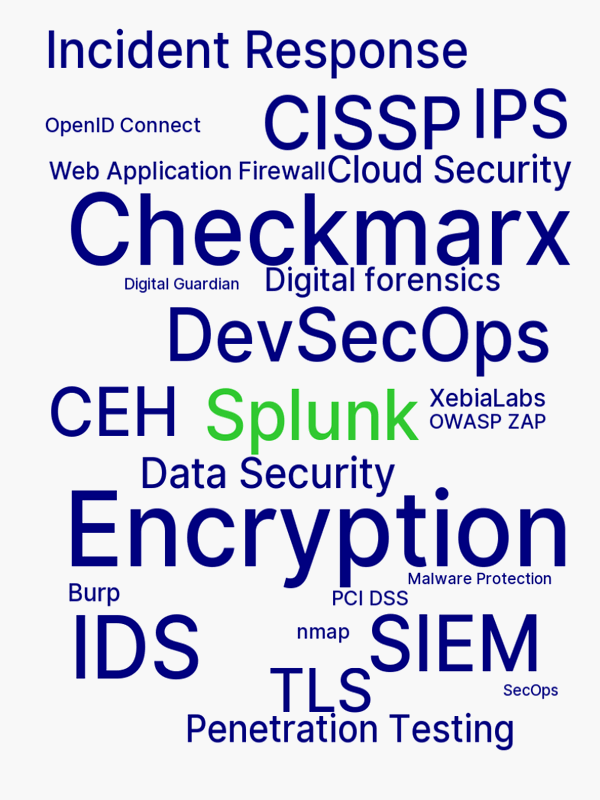 Incident Response
OpenID Connect
CISSP
IPS
Web Application Firewall
Cloud Security
Checkmarx
Digital Guardian
Digital forensics
DevSecOps
CEH
Splunk
XebiaLabs
OWASP ZAP
Data Security
Encryption
Malware Protection
Burp
PCI DSS
IDS
nmap
SIEM
TLS
SecOps
Penetration Testing